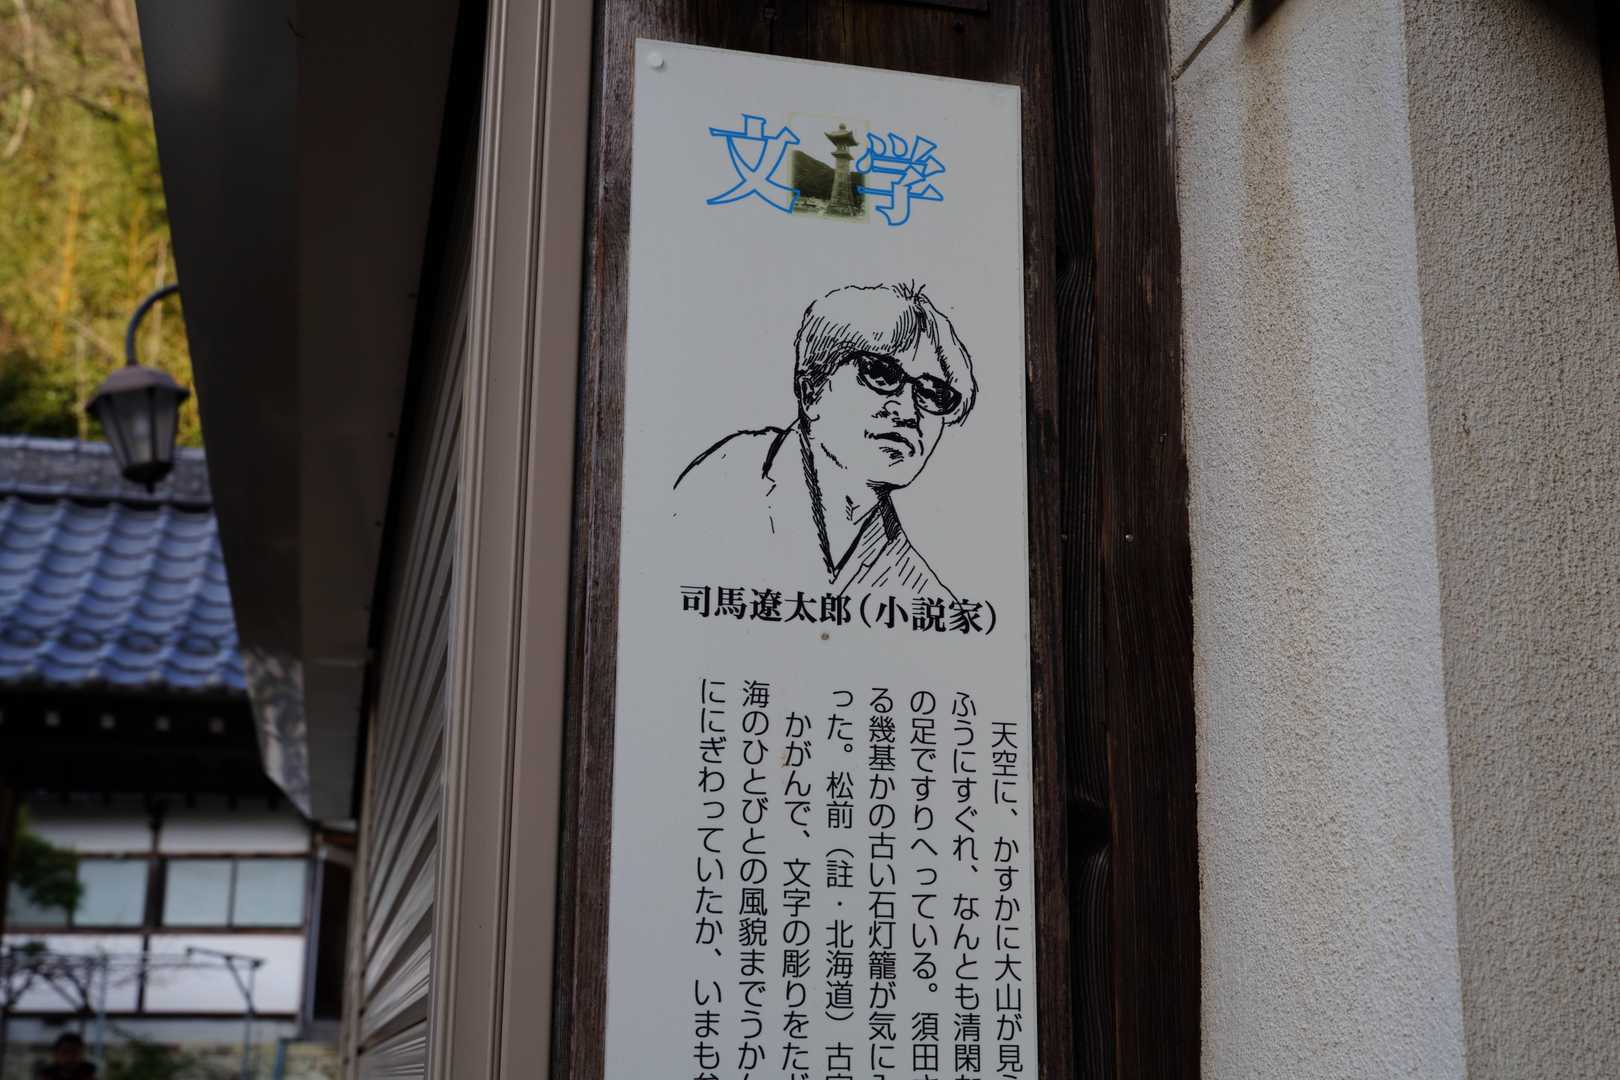 文学
司馬遼太郎(小説家)
天空に、かすかに大山が見
ふうにすぐれ、なんとも清閑
の足ですりへっている。須田
る幾基かの古い石灯籠が気に
った。松前(註・北海道)古
かがんで、文字の彫りをた
海のひとびとの風貌までうか
ににぎわっていたか、いまも